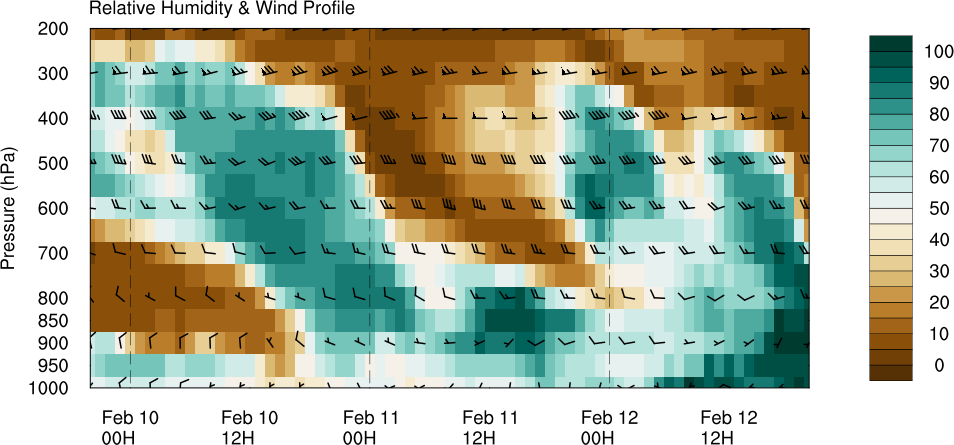 Relative Humidity & Wind Profile
Pressure (hPa)
200
300
400
500
600
700
800
850
900
950
1000
Feb 10 00H
Feb 10 12H
Feb 11 00H
Feb 11 12H
Feb 12 00H
Feb 12 12H
100
90
80
70
60
50
40
30
20
10
0